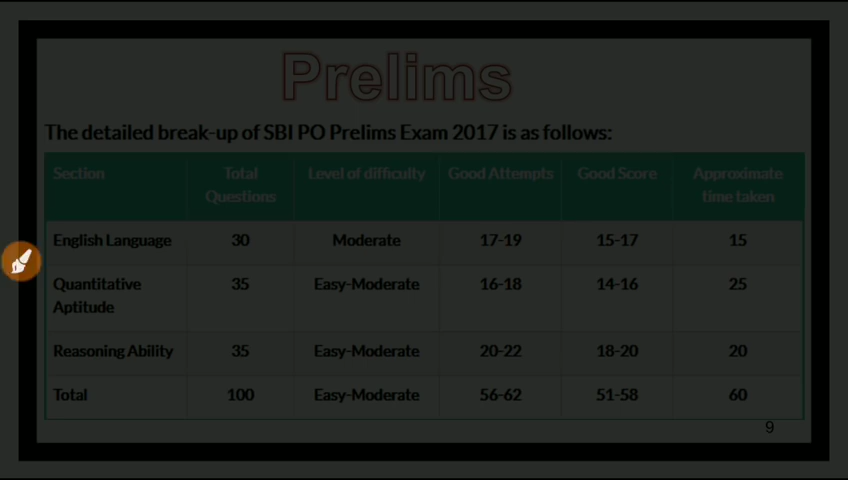 Prelims
The detailed break-up of SBI PO Prelims Exam 2017 is as follows:
Section Total Questions Level of difficulty Good Attempts Good Score Approximate time taken
English Language 30 Moderate 17-19 15-17 15
Quantitative Aptitude 35 Easy-Moderate 16-18 14-16 25
Reasoning Ability 35 Easy-Moderate 20-22 18-20 20
Total 100 Easy-Moderate 56-62 51-58 60
9